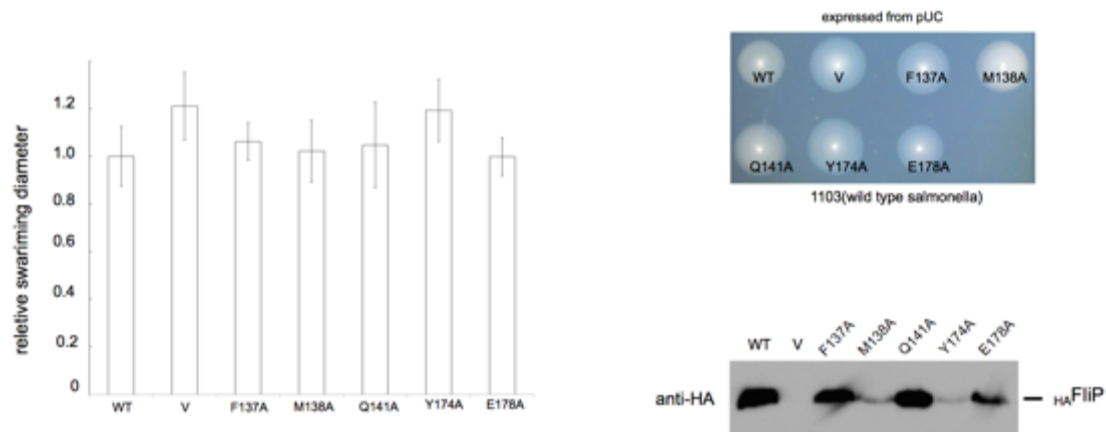 reletive swariming diameter
1.2
1.0
0.8
0.6
0.4
0.2
0
WT V F137A M138A Q141A Y174A E178A
expressed from pUC
WT V F137A M138A
Q141A Y174A E178A
1103(wild type salmonella)
WT V F137A M138A Q141A Y174A E178A
anti-HA HAFliP